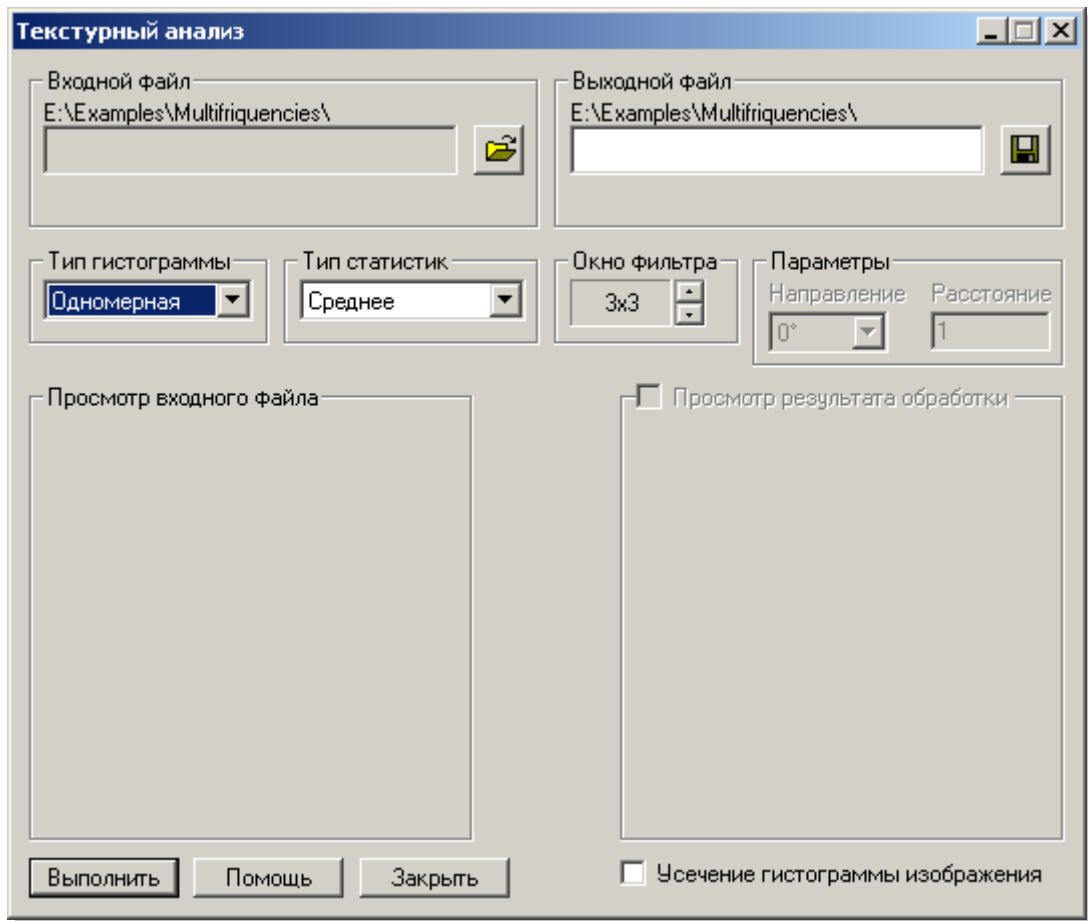 Текстурный анализ
Входной файл
Выходной файл
E:\Examples\Multifriquencies\
E:\Examples\Multifriquencies\
Тип гистограммы
Тип статистик
Окно фильтра
Параметры
Одномерная
Среднее
3x3
Направление
Расстояние
0°
1
Просмотр входного файла
Просмотр результата обработки
Выполнить
Помощь
Закрыть
Усечение гистограммы изображения